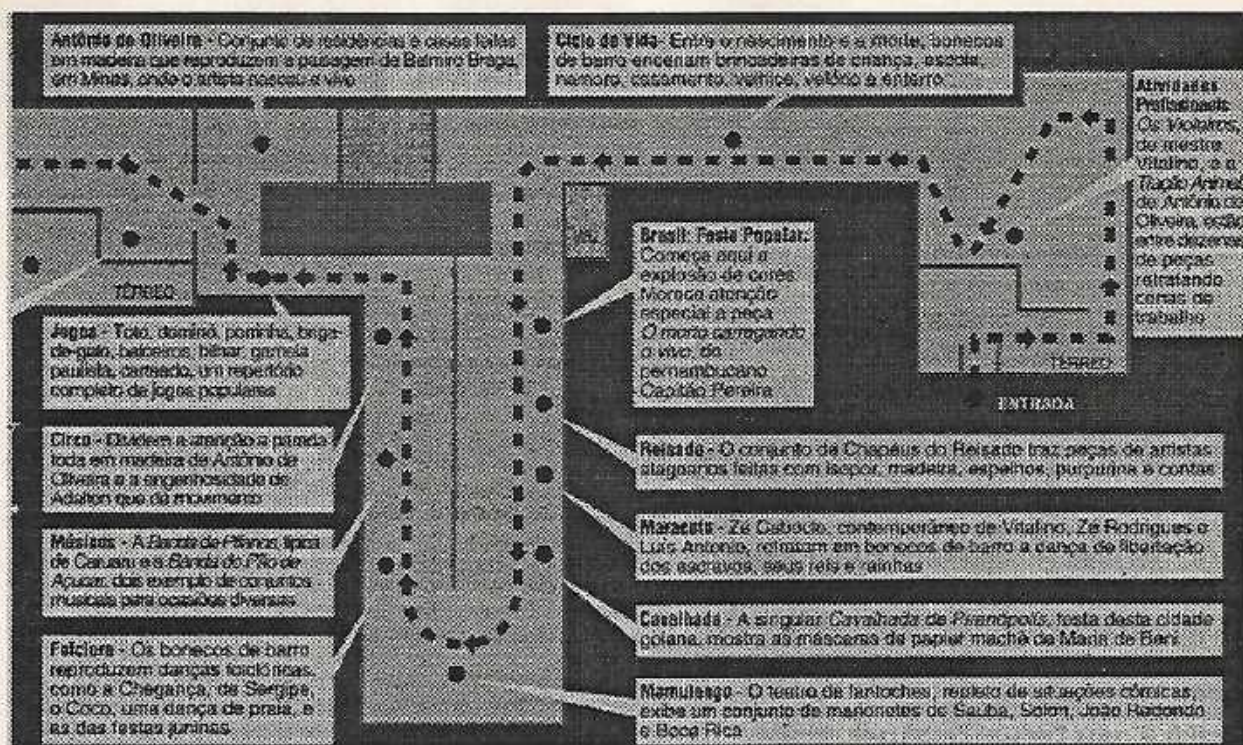 Antônio de Oliveira - Conjunto de residências e casas feitas
em madeira que reproduzem a paisagem de Belmiro Braga,
em Minas, onde o artista nasceu e vive
Ciclo da Vida - Entre o nascimento e a morte, bonecos
de barro encenam brincadeiras de criança, escola,
namoro, casamento, velhice, velório e enterro
Atividades
Profissionais
Os Violeiros,
de mestre
Vitalino, e a
Tração Animal,
de Antônio de
Oliveira, estão
entre dezenas
de peças
retratando
cenas de
trabalho
Brasil: Festa Popular.
Começa aqui a
explosão de cores
Merece atenção
especial a peça
O morto carregando
o vivo, do
pernambucano
Capitão Pereira
TÉRREO
TÉRREO
ENTRADA
Jogos - Totó, dominó, porrinha, briga-
de-galo, balceiros, bilhar,
paulista, carteado, um repertório
completo de jogos populares
Circo - Dividem a atenção a parada
toda em madeira de Antônio de
Oliveira e a engenhosidade de
Adalton que dá movimento
Músicos - A Banda de Pífanos, típica
de Caruaru e a Banda do Pão de
Açucar, dois exemplo de conjuntos
musicais para ocasiões diversas
Folclore - Os bonecos de barro
reproduzem danças folclóricas,
como a Chegança, de Sergipe,
o Coco, uma dança de praia, e
as das festas juninas
Reisado - O conjunto de Chapéus do Reisado traz peças de artistas
alagoanos feitas com isopor, madeira, espelhos, purpurina e contas
Maracatu - Zé Caboclo, contemporâneo de Vitalino, Zé Rodrigues e
Luís Antonio, retratam em bonecos de barro a dança de libertação
dos escravos, seus reis e rainhas
Cavalhada - A singular Cavalhada de Pirenópolis, festa desta cidade
goiana, mostra as máscaras de papier maché de Maria de Beni
Mamulengo - O teatro de fantoches, repleto de situações cômicas,
exibe um conjunto de marionetes de Saúba, Solon, João Redondo
e Boca Rica